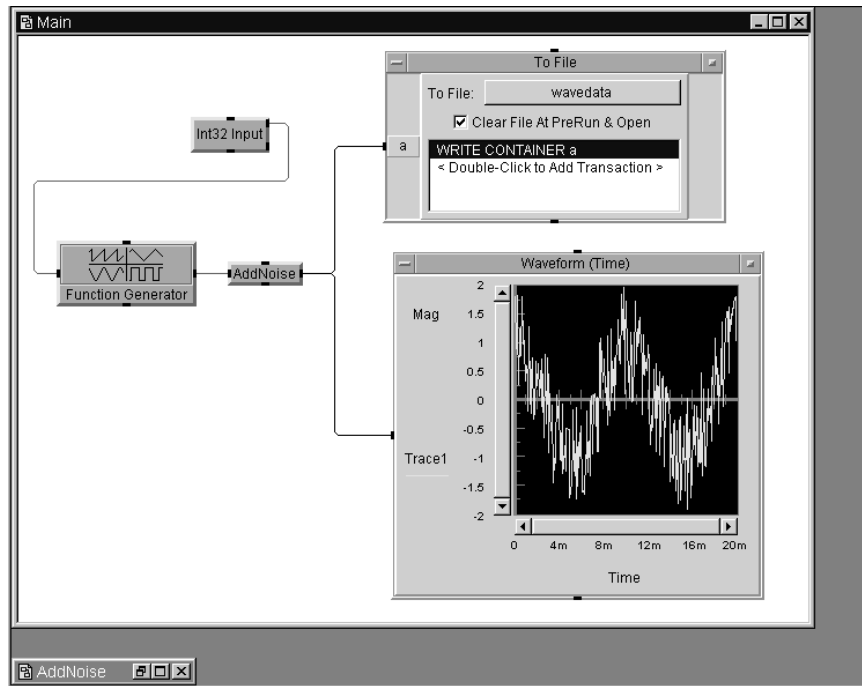 Main
To File
To File: wavedata
Clear File At PreRun & Open
Int32 Input
a
WRITE CONTAINER a
< Double-Click to Add Transaction >
Function Generator
AddNoise
Waveform (Time)
Mag
Trace1
2
1.5
1
0.5
0
-0.5
-1
-1.5
-2
0 4m 8m 12m 16m 20m
Time
AddNoise